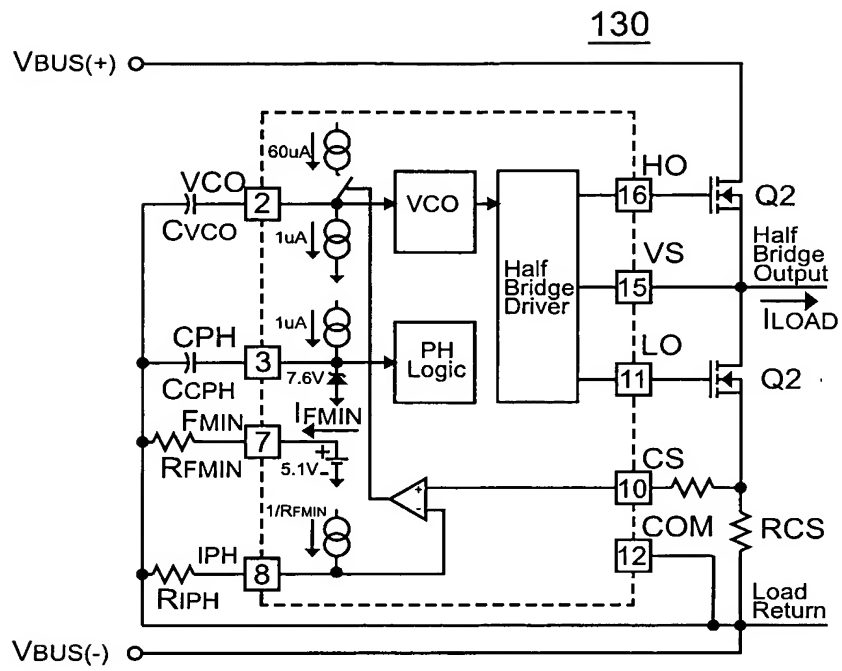 130
VBUS(+)
60uA
VCO
2
CVCO
VCO
1uA
HO
16
Q2
Half
Bridge
Output
VS
15
ILOAD
Half
Bridge
Driver
1uA
CPH
3
CCPH
7.6V
PH
Logic
LO
11
Q2
FMIN
IFMIN
7
RFMIN
+
5.1V-
CS
10
+
-
1/RFMIN
COM
12
RCS
IPH
8
RIPH
Load
Return
VBUS(-)